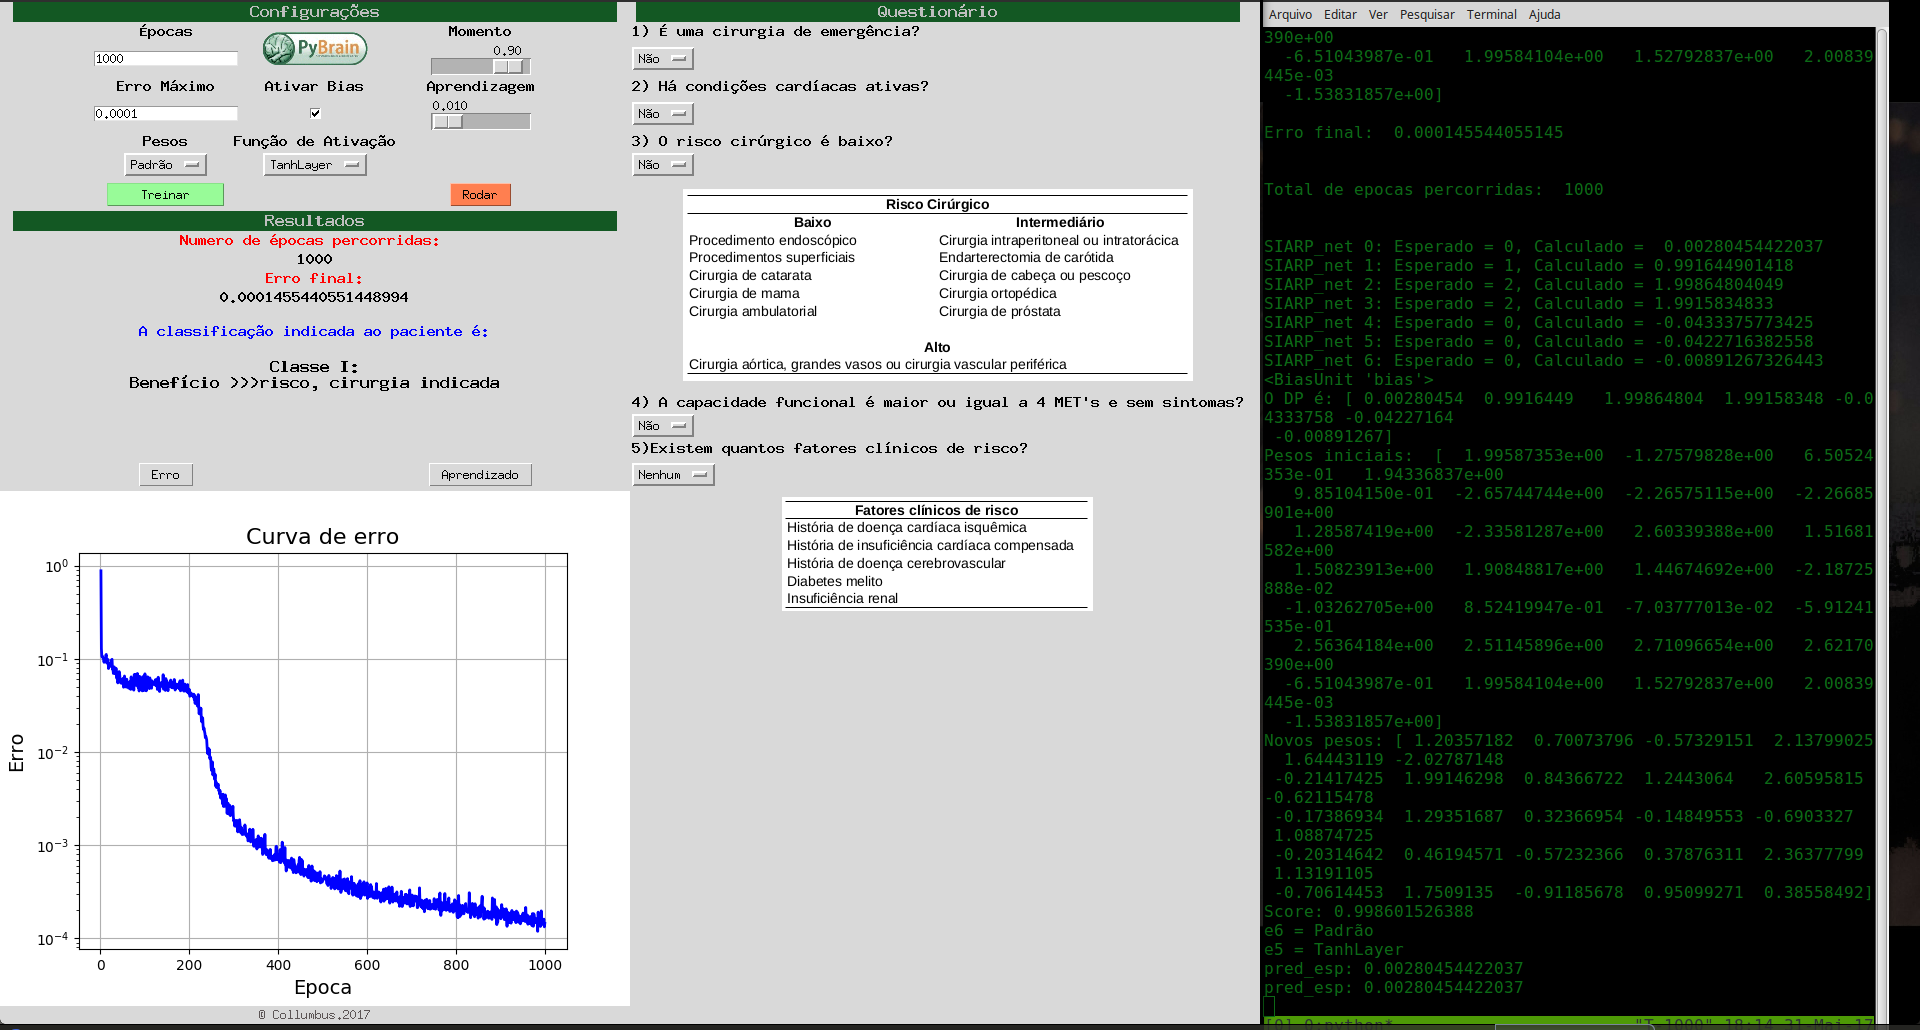 Configurações
Épocas
1000
PyBrain
Momento
0.90
Erro Máximo
0.0001
Ativar Bias
Aprendizagem
0.010
Pesos
Padrão
Função de Ativação
TanhLayer
Treinar
Rodar
Resultados
Numero de épocas percorridas:
1000
Erro final:
0.0001455440551448994
A classificação indicada ao paciente é:
Classe I:
Benefício >>>risco, cirurgia indicada
Erro
Aprendizado
Curva de erro
10^0
10^-1
10^-2
10^-3
10^-4
Erro
0 200 400 600 800 1000
Epoca
© Collumbus,2017
Questionário
1) É uma cirurgia de emergência?
Não
2) Há condições cardíacas ativas?
Não
3) O risco cirúrgico é baixo?
Não
Risco Cirúrgico
Baixo Intermediário
Procedimento endoscópico Cirurgia intraperitoneal ou intratorácica
Procedimentos superficiais Endarterectomia de carótida
Cirurgia de catarata Cirurgia de cabeça ou pescoço
Cirurgia de mama Cirurgia ortopédica
Cirurgia ambulatorial Cirurgia de próstata
Alto
Cirurgia aórtica, grandes vasos ou cirurgia vascular periférica
4) A capacidade funcional é maior ou igual a 4 MET's e sem sintomas?
Não
5)Existem quantos fatores clínicos de risco?
Nenhum
Fatores clínicos de risco
História de doença cardíaca isquêmica
História de insuficiência cardíaca compensada
História de doença cerebrovascular
Diabetes melito
Insuficiência renal
Arquivo Editar Ver Pesquisar Terminal Ajuda
390e+00
-6.51043987e-01 1.99584104e+00 1.52792837e+00 2.00839
445e-03
-1.53831857e+00]
Erro final: 0.000145544055145
Total de epocas percorridas: 1000
SIARP_net 0: Esperado = 0, Calculado = 0.00280454422037
SIARP_net 1: Esperado = 1, Calculado = 0.991644901418
SIARP_net 2: Esperado = 2, Calculado = 1.99864804049
SIARP_net 3: Esperado = 2, Calculado = 1.9915834833
SIARP_net 4: Esperado = 0, Calculado = -0.0433375773425
SIARP_net 5: Esperado = 0, Calculado = -0.0422716382558
SIARP_net 6: Esperado = 0, Calculado = -0.00891267326443
<BiasUnit 'bias'>
O DP é: [ 0.00280454 0.9916449 1.99864804 1.99158348 -0.0
4333758 -0.04227164
-0.00891267]
Pesos iniciais: [ 1.99587353e+00 -1.27579828e+00 6.50524
353e-01 1.94336837e+00
9.85104150e-01 -2.65744744e+00 -2.26575115e+00 -2.26685
901e+00
1.28587419e+00 -2.33581287e+00 2.60339388e+00 1.51681
582e+00
1.50823913e+00 1.90848817e+00 1.44674692e+00 -2.18725
888e-02
-1.03262705e+00 8.52419947e-01 -7.03777013e-02 -5.91241
535e-01
2.56364184e+00 2.51145896e+00 2.71096654e+00 2.62170
390e+00
-6.51043987e-01 1.99584104e+00 1.52792837e+00 2.00839
445e-03
-1.53831857e+00]
Novos pesos: [ 1.20357182 0.70073796 -0.57329151 2.13799025
1.64443119 -2.02787148
-0.21417425 1.99146298 0.84366722 1.2443064 2.60595815
-0.62115478
-0.17386934 1.29351687 0.32366954 -0.14849553 -0.6903327
1.08874725
-0.20314642 0.46194571 -0.57232366 0.37876311 2.36377799
1.13191105
-0.70614453 1.7509135 -0.91185678 0.95099271 0.38558492]
Score: 0.998601526388
e6 = Padrão
e5 = TanhLayer
pred_esp: 0.00280454422037
pred_esp: 0.00280454422037
[0] 0:python* "T-1000" 18:14 31-Mai-17